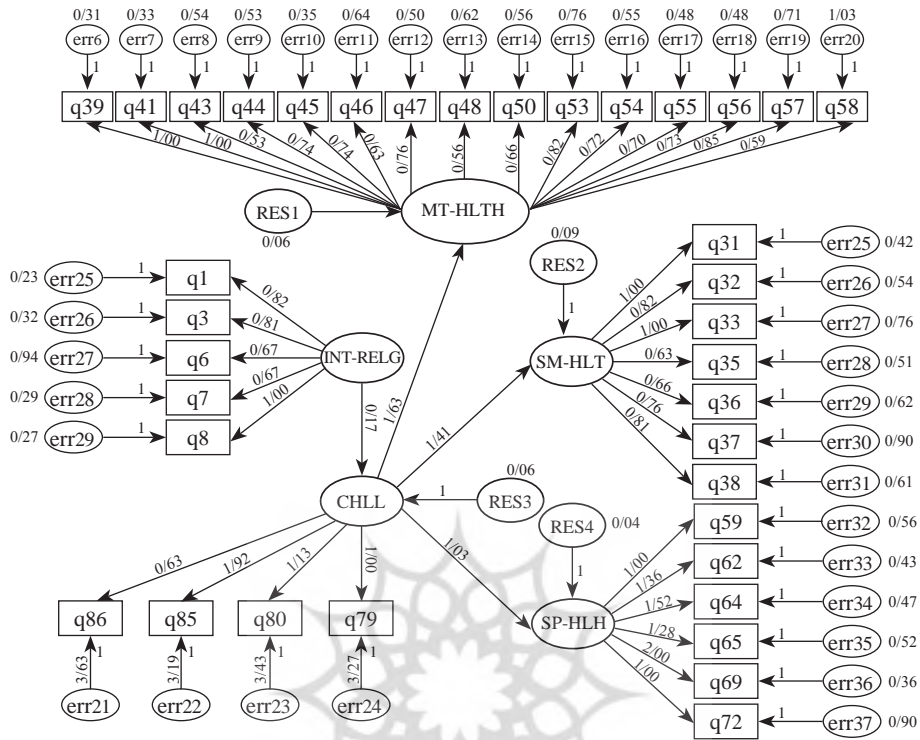 0/31 0/33 0/54 0/53 0/35 0/64 0/50 0/62 0/56 0/76 0/55 0/48 0/48 0/71 1/03
err6 err7 err8 err9 err10 err11 err12 err13 err14 err15 err16 err17 err18 err19 err20
1 1 1 1 1 1 1 1 1 1 1 1 1 1 1
q39 q41 q43 q44 q45 q46 q47 q48 q50 q53 q54 q55 q56 q57 q58
1/00 1/00 0/53 0/74 0/74 0/63 0/76 0/56 0/66 0/82 0/72 0/70 0/73 0/85 0/59
RES1 MT-HLTH
0/06
0/09
RES2
1
0/23 err25 1 q1 0/82
0/32 err26 1 q3 0/81
0/94 err27 1 q6 0/67
0/29 err28 1 q7 0/67
0/27 err29 1 q8 1/00
INT-RELG
0/17
1/63
1/41
SM-HLT
1/00 q31 1 err25 0/42
0/82 q32 1 err26 0/54
1/00 q33 1 err27 0/76
0/63 q35 1 err28 0/51
0/66 q36 1 err29 0/62
0/76 q37 1 err30 0/90
0/81 q38 1 err31 0/61
CHLL 1 RES3
0/06
RES4 0/04
1
1/03
SP-HLH
1/00 q59 1 err32 0/56
1/36 q62 1 err33 0/43
1/52 q64 1 err34 0/47
1/28 q65 1 err35 0/52
2/00 q69 1 err36 0/36
1/00 q72 1 err37 0/90
0/63 1/92 1/13 1/00
q86 q85 q80 q79
3/63 1 3/19 1 3/43 1 3/27 1
err21 err22 err23 err24